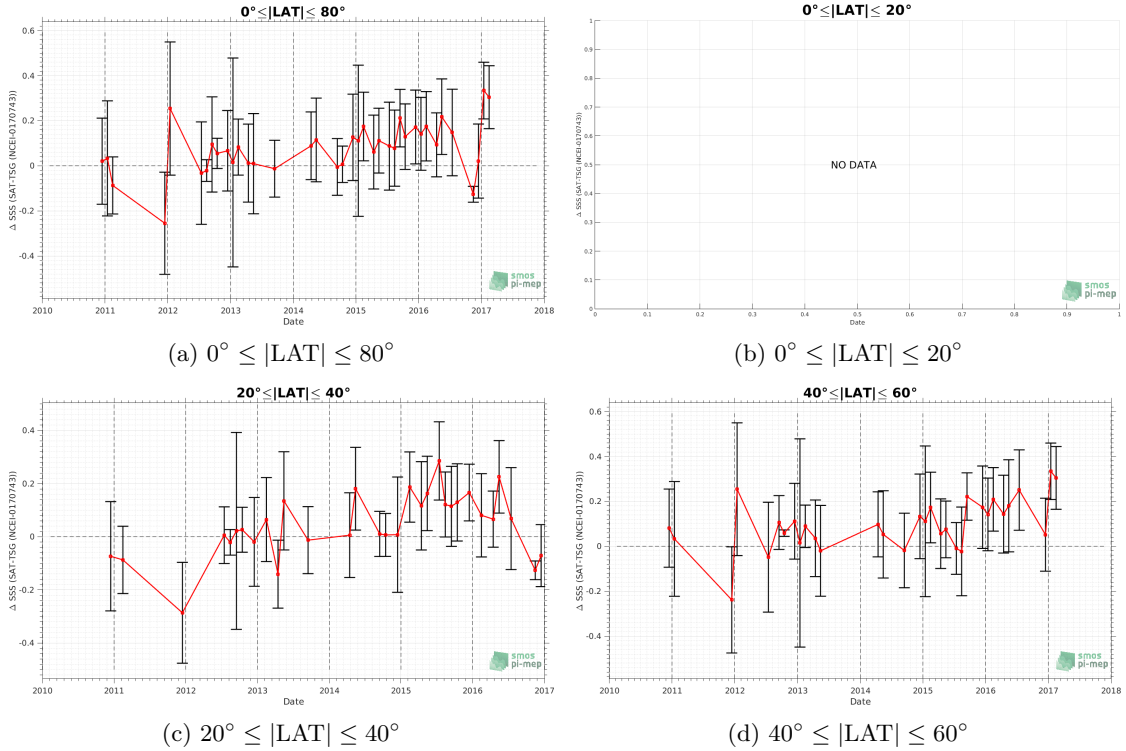 0°≤|LAT|≤ 80°
Δ SSS (SAT-TSG (NCEI-0170743))
0.6
0.4
0.2
0
-0.2
-0.4
2010 2011 2012 2013 2014 2015 2016 2017 2018
Date
smos
pi-mep
(a) 0° ≤ |LAT| ≤ 80°
0°≤|LAT|≤ 20°
Δ SSS (SAT-TSG (NCEI-0170743))
1
0.9
0.8
0.7
0.6
0.5
0.4
0.3
0.2
0.1
0
NO DATA
0 0.1 0.2 0.3 0.4 0.5 0.6 0.7 0.8 0.9 1
Date
smos
pi-mep
(b) 0° ≤ |LAT| ≤ 20°
20°≤|LAT|≤ 40°
Δ SSS (SAT-TSG (NCEI-0170743))
0.4
0.2
0
-0.2
-0.4
2010 2011 2012 2013 2014 2015 2016 2017
Date
smos
pi-mep
(c) 20° ≤ |LAT| ≤ 40°
40°≤|LAT|≤ 60°
Δ SSS (SAT-TSG (NCEI-0170743))
0.6
0.4
0.2
0
-0.2
-0.4
2010 2011 2012 2013 2014 2015 2016 2017 2018
Date
smos
pi-mep
(d) 40° ≤ |LAT| ≤ 60°